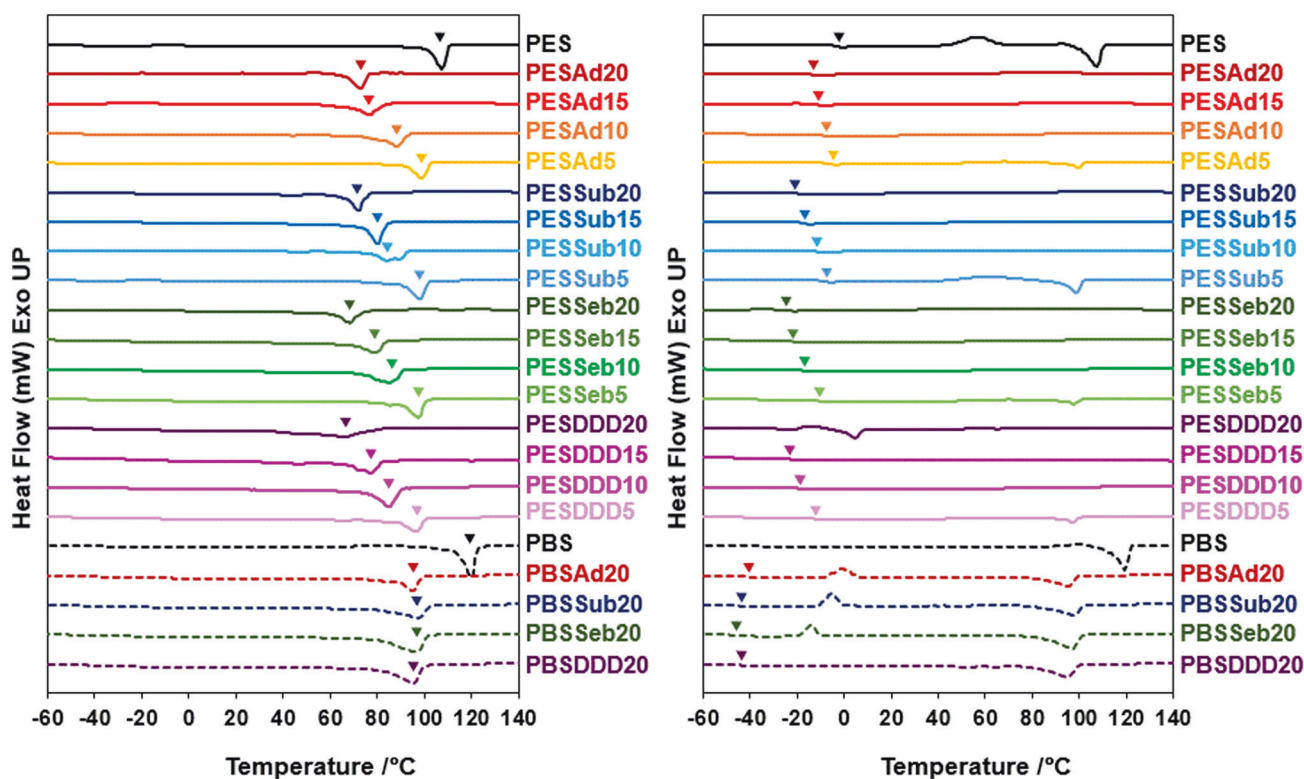 Heat Flow (mW) Exo UP
PES
PESAd20
PESAd15
PESAd10
PESAd5
PESSub20
PESSub15
PESSub10
PESSub5
PESSeb20
PESSeb15
PESSeb10
PESSeb5
PESDDD20
PESDDD15
PESDDD10
PESDDD5
PBS
PBSAd20
PBSSub20
PBSSeb20
PBSDDD20
-60 -40 -20 0 20 40 60 80 100 120 140
Temperature /°C
Heat Flow (mW) Exo UP
PES
PESAd20
PESAd15
PESAd10
PESAd5
PESSub20
PESSub15
PESSub10
PESSub5
PESSeb20
PESSeb15
PESSeb10
PESSeb5
PESDDD20
PESDDD15
PESDDD10
PESDDD5
PBS
PBSAd20
PBSSub20
PBSSeb20
PBSDDD20
-60 -40 -20 0 20 40 60 80 100 120 140
Temperature /°C